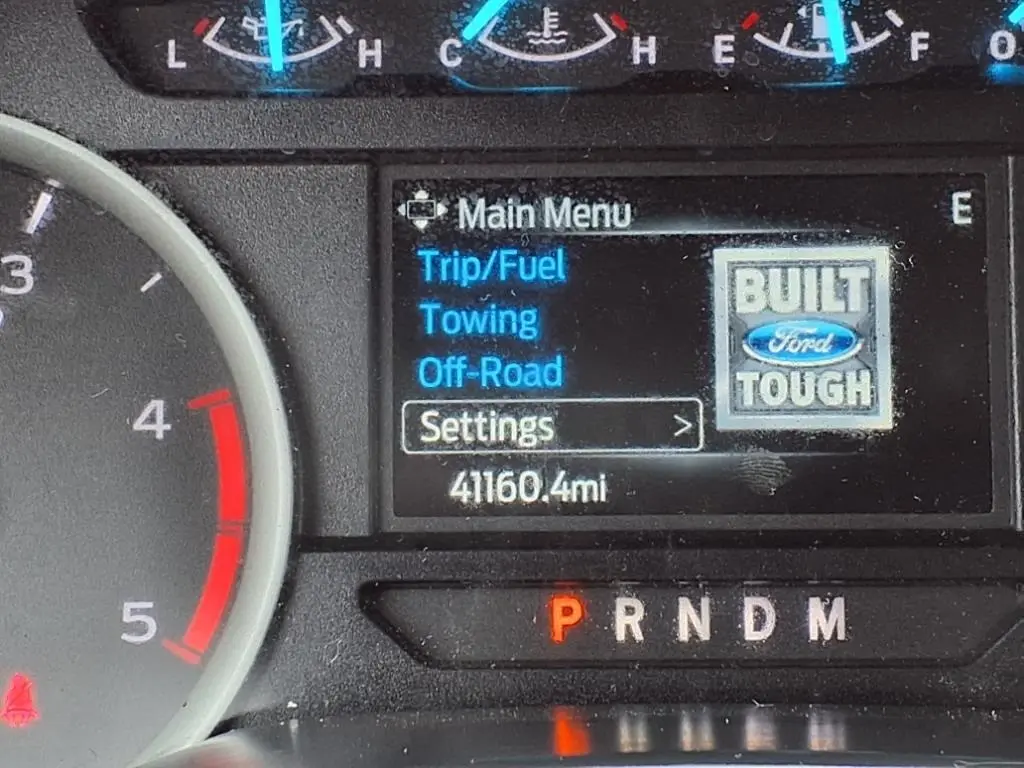 L H C H E F O
Main Menu E
Trip/Fuel
Towing
Off-Road
Settings >
41160.4mi
BUILT
Ford
TOUGH
3
4
5
P R N D M